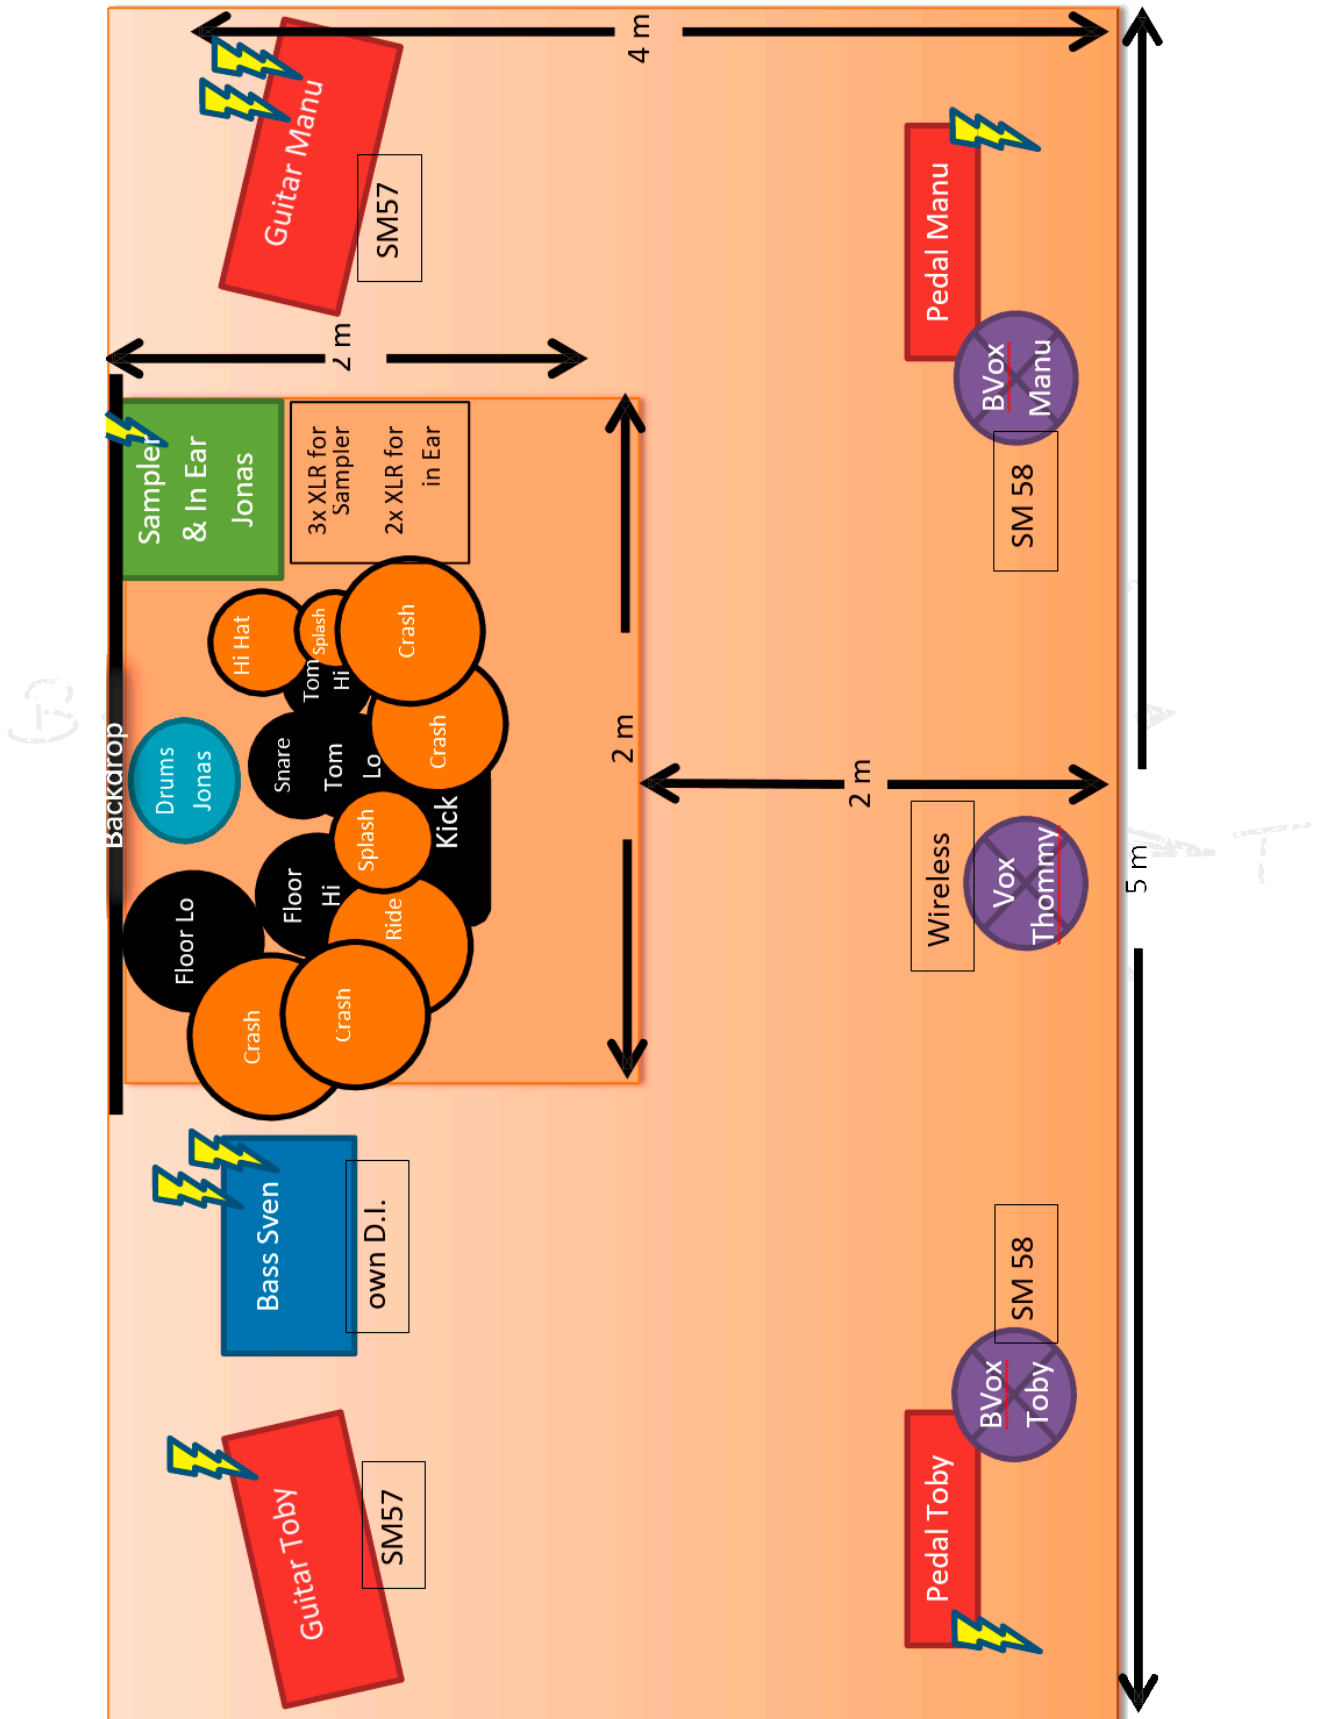 Backdrop
Guitar Toby
SM57
Bass Sven
own D.I.
Floor Lo
Crash
Crash
Ride
Floor
Hi
Splash
Kick
Drums
Jonas
Snare
Tom
Lo
Crash
Tom
Hi
Hi Hat
Splash
Crash
Sampler
& In Ear
Jonas
3x XLR for
Sampler
2x XLR for
in Ear
2 m
Guitar Manu
SM57
4 m
2 m
2 m
Pedal Toby
BVox
Toby
SM 58
Wireless
Vox
Thommy
SM 58
BVox
Manu
Pedal Manu
5 m